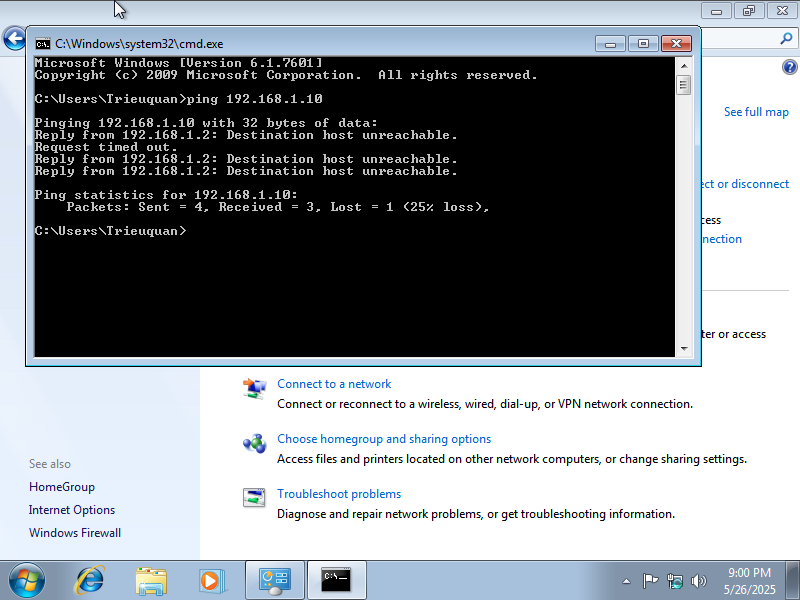 C:\Windows\system32\cmd.exe
Microsoft Windows [Version 6.1.7601]
Copyright (c) 2009 Microsoft Corporation.  All rights reserved.
C:\Users\Trieuquan>ping 192.168.1.10
Pinging 192.168.1.10 with 32 bytes of data:
Reply from 192.168.1.2: Destination host unreachable.
Request timed out.
Reply from 192.168.1.2: Destination host unreachable.
Reply from 192.168.1.2: Destination host unreachable.
Ping statistics for 192.168.1.10:
    Packets: Sent = 4, Received = 3, Lost = 1 (25% loss),
C:\Users\Trieuquan>
See full map
ect or disconnect
cess
nnection
ter or access
Connect to a network
Connect or reconnect to a wireless, wired, dial-up, or VPN network connection.
Choose homegroup and sharing options
Access files and printers located on other network computers, or change sharing settings.
Troubleshoot problems
Diagnose and repair network problems, or get troubleshooting information.
See also
HomeGroup
Internet Options
Windows Firewall
9:00 PM
5/26/2025